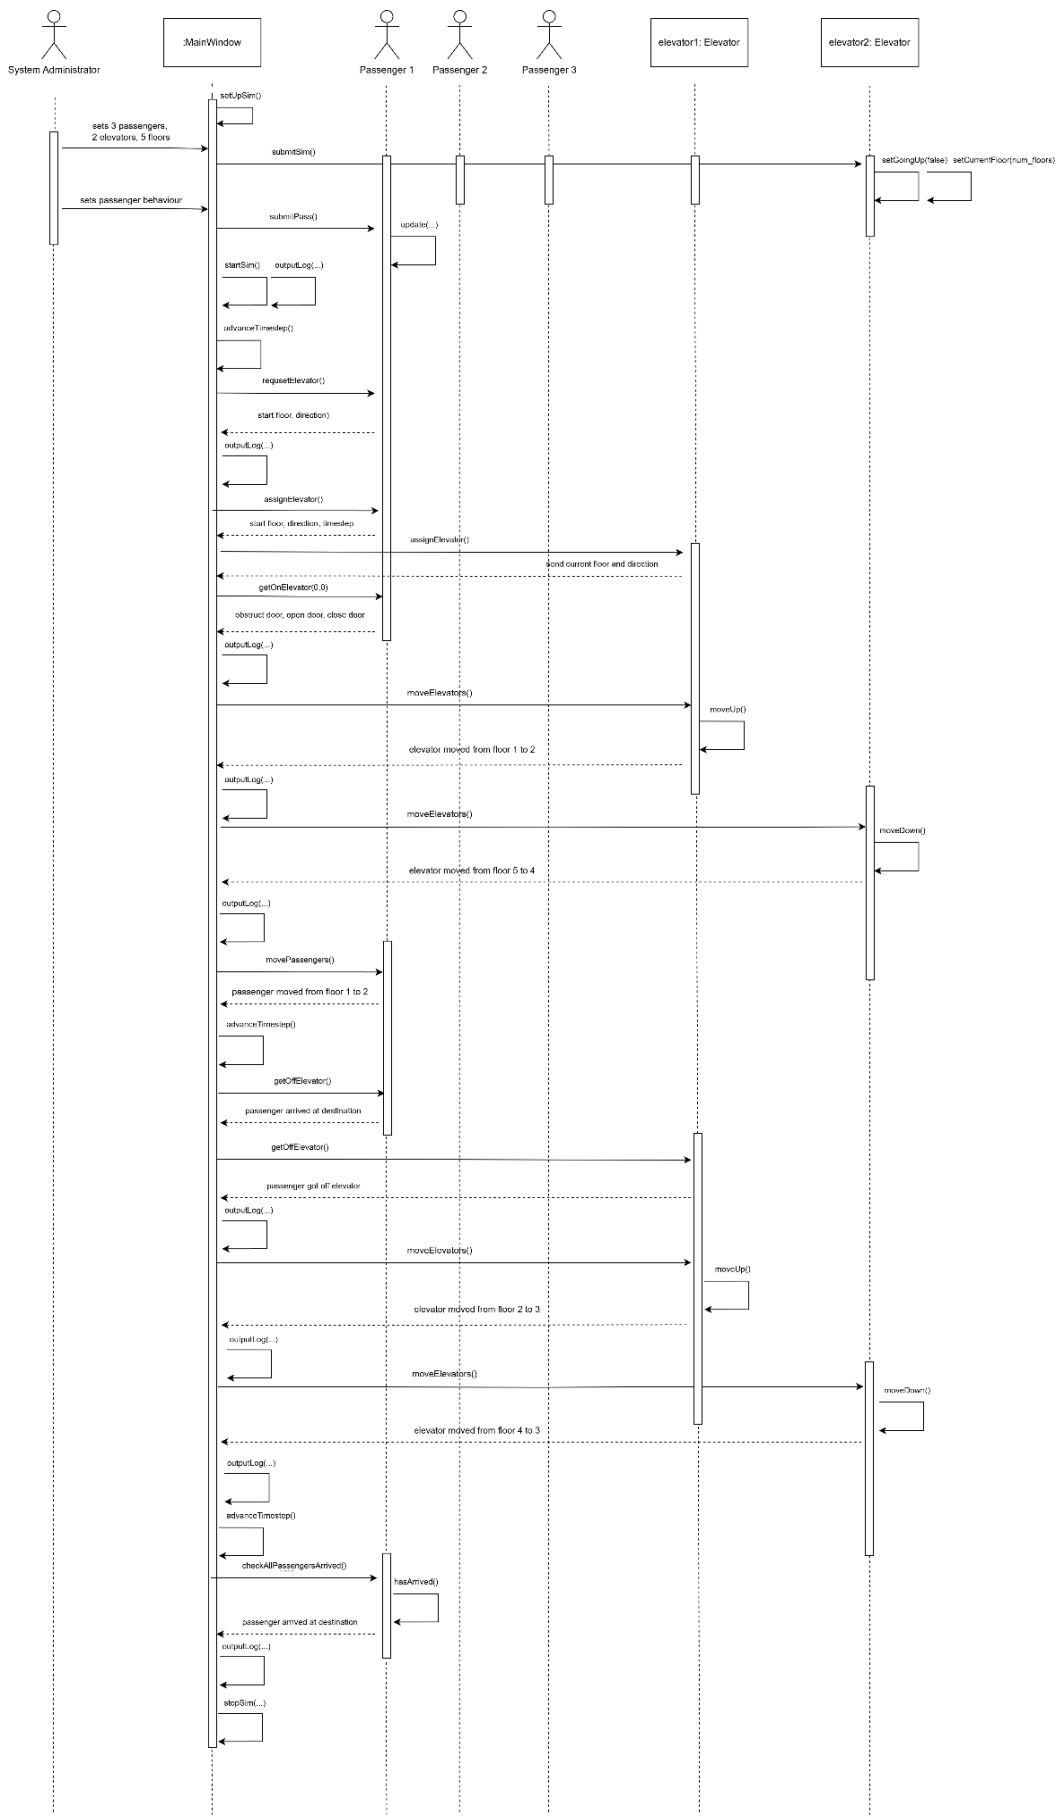 System Administrator
:MainWindow
Passenger 1
Passenger 2
Passenger 3
elevator1: Elevator
elevator2: Elevator
setUpSim()
sets 3 passengers,
2 elevators, 5 floors
submitSim()
setGoingUp(false)
setCurrentFloor(num_floors)
sets passenger behaviour
submitPass()
update(...)
startSim()
outputLog(...)
advanceTimestep()
requsetElevator()
start floor, direction)
outputLog(...)
assignElevator()
start floor, direction, timestep
assignElevator()
send current floor and direction
getOnElevator(0,0)
obstruct door, open door, close door
outputLog(...)
moveElevators()
moveUp()
elevator moved from floor 1 to 2
outputLog(...)
moveElevators()
moveDown()
elevator moved from floor 5 to 4
outputLog(...)
movePassengers()
passenger moved from floor 1 to 2
advanceTimestep()
getOffElevator()
passenger arrived at destination
getOffElevator()
passenger got off elevator
outputLog(...)
moveElevators()
moveUp()
elevator moved from floor 2 to 3
outputLog(...)
moveElevators()
moveDown()
elevator moved from floor 4 to 3
outputLog(...)
advanceTimestep()
checkAllPassengersArrived()
hasArrived()
passenger arrived at destination
outputLog(...)
stopSim(...)